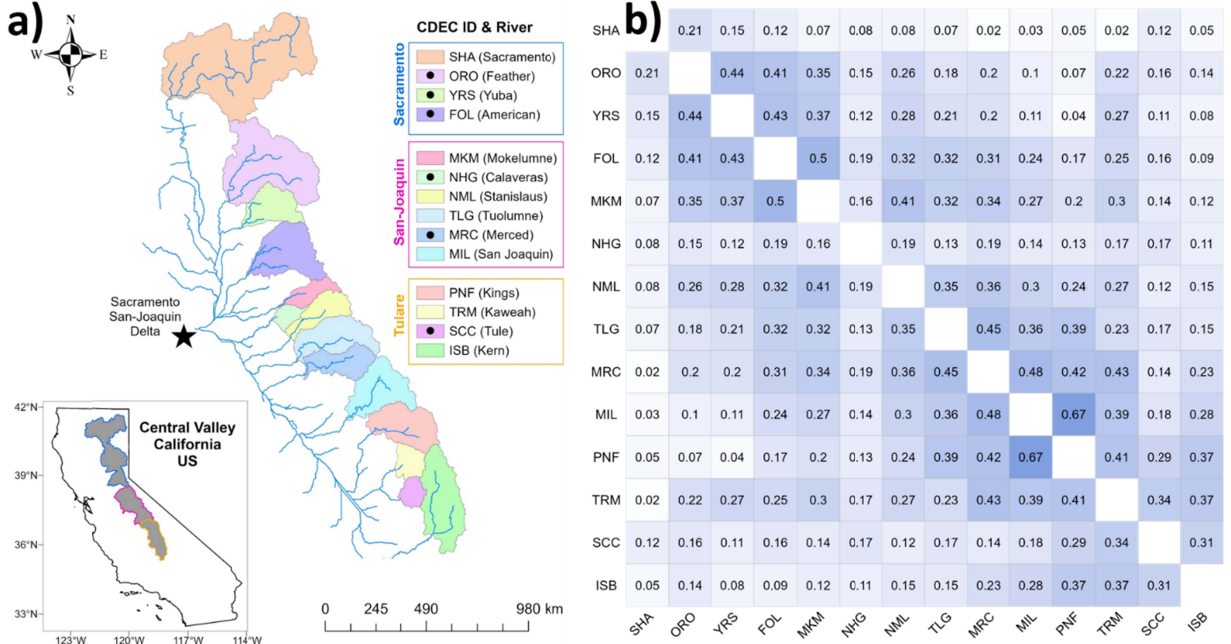 a)
N
W E
S
CDEC ID & River
Sacramento
SHA (Sacramento)
ORO (Feather)
YRS (Yuba)
FOL (American)
San-Joaquin
MKM (Mokelumne)
NHG (Calaveras)
NML (Stanislaus)
TLG (Tuolumne)
MRC (Merced)
MIL (San Joaquin)
Tulare
PNF (Kings)
TRM (Kaweah)
SCC (Tule)
ISB (Kern)
Sacramento
San-Joaquin
Delta
Central Valley
California
US
42°N
39°N
36°N
33°N
123°W 120°W 117°W 114°W
0 245 490 980 km
b)
SHA 0.21 0.15 0.12 0.07 0.08 0.08 0.07 0.02 0.03 0.05 0.02 0.12 0.05
ORO 0.21 0.44 0.41 0.35 0.15 0.26 0.18 0.2 0.1 0.07 0.22 0.16 0.14
YRS 0.15 0.44 0.43 0.37 0.12 0.28 0.21 0.2 0.11 0.04 0.27 0.11 0.08
FOL 0.12 0.41 0.43 0.5 0.19 0.32 0.32 0.31 0.24 0.17 0.25 0.16 0.09
MKM 0.07 0.35 0.37 0.5 0.16 0.41 0.32 0.34 0.27 0.2 0.3 0.14 0.12
NHG 0.08 0.15 0.12 0.19 0.16 0.19 0.13 0.19 0.14 0.13 0.17 0.17 0.11
NML 0.08 0.26 0.28 0.32 0.41 0.19 0.35 0.36 0.3 0.24 0.27 0.12 0.15
TLG 0.07 0.18 0.21 0.32 0.32 0.13 0.35 0.45 0.36 0.39 0.23 0.17 0.15
MRC 0.02 0.2 0.2 0.31 0.34 0.19 0.36 0.45 0.48 0.42 0.43 0.14 0.23
MIL 0.03 0.1 0.11 0.24 0.27 0.14 0.3 0.36 0.48 0.67 0.39 0.18 0.28
PNF 0.05 0.07 0.04 0.17 0.2 0.13 0.24 0.39 0.42 0.67 0.41 0.29 0.37
TRM 0.02 0.22 0.27 0.25 0.3 0.17 0.27 0.23 0.43 0.39 0.41 0.34 0.37
SCC 0.12 0.16 0.11 0.16 0.14 0.17 0.12 0.17 0.14 0.18 0.29 0.34 0.31
ISB 0.05 0.14 0.08 0.09 0.12 0.11 0.15 0.15 0.23 0.28 0.37 0.37 0.31
SHA ORO YRS FOL MKM NHG NML TLG MRC MIL PNF TRM SCC ISB